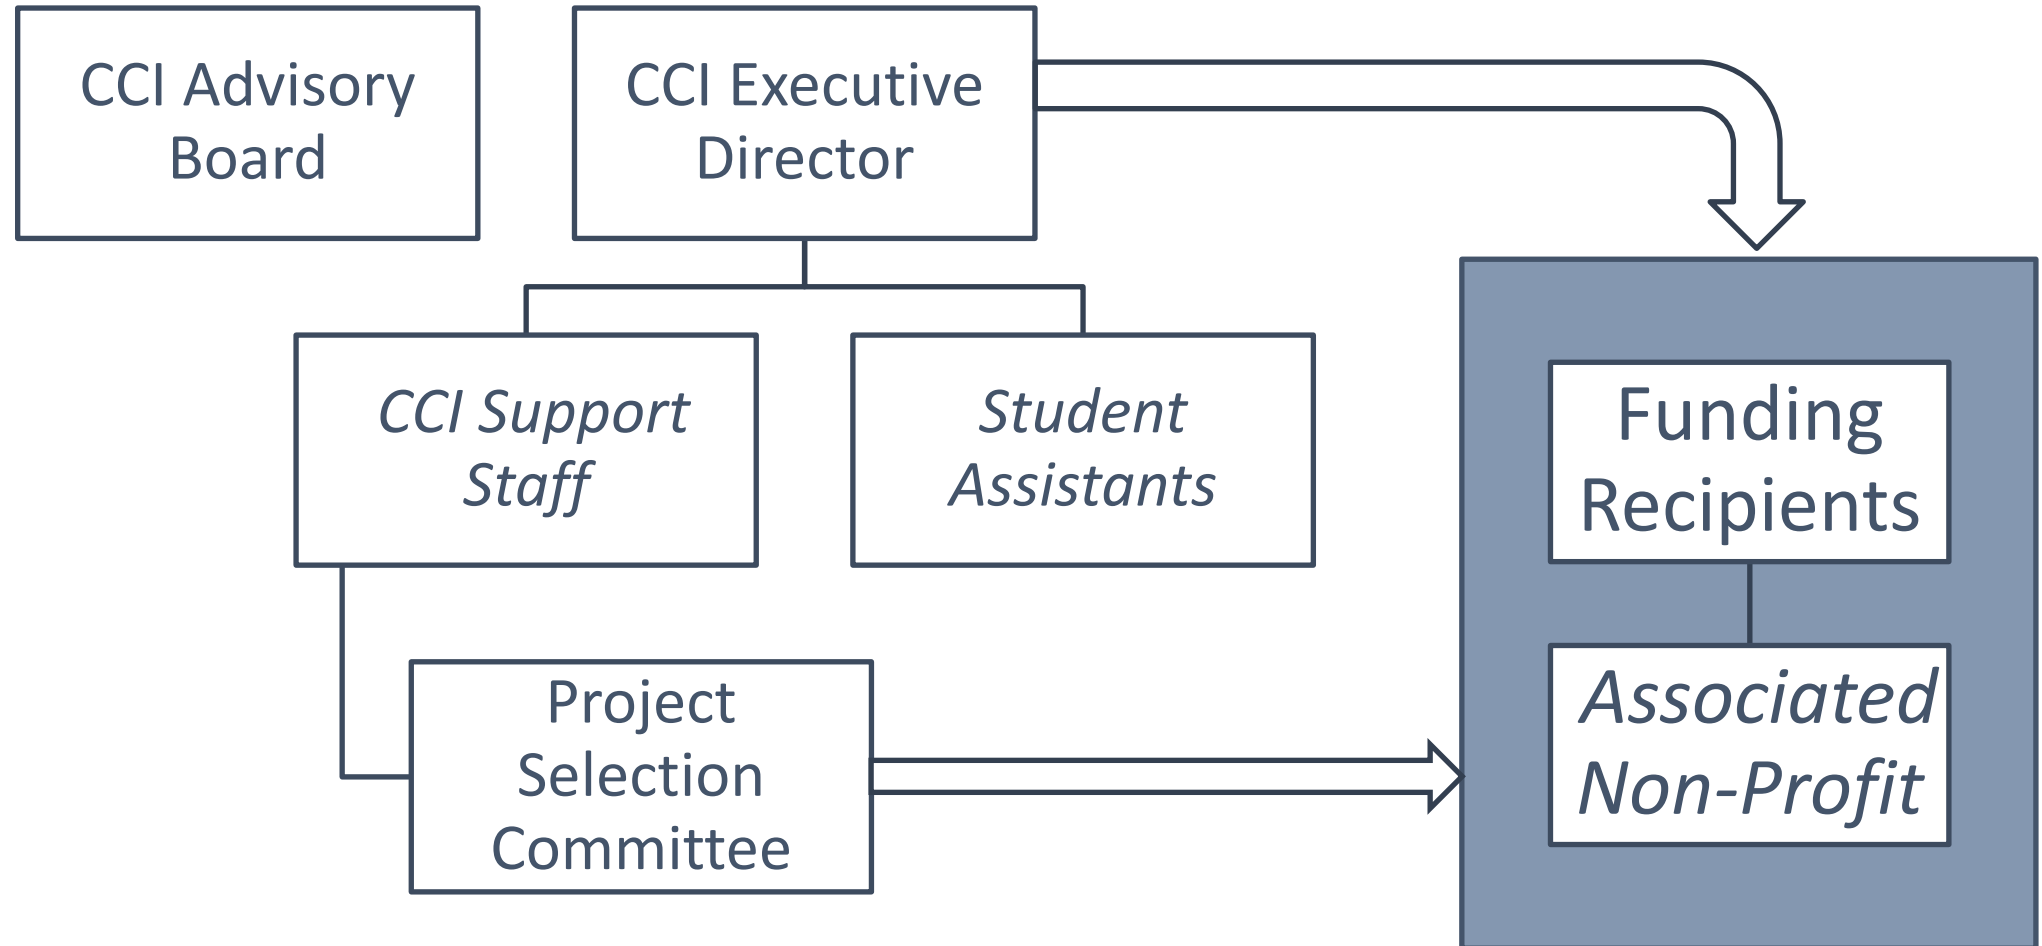 CCI Advisory
Board
CCI Executive
Director
CCI Support
Staff
Student
Assistants
Funding
Recipients
Project
Selection
Committee
Associated
Non-Profit